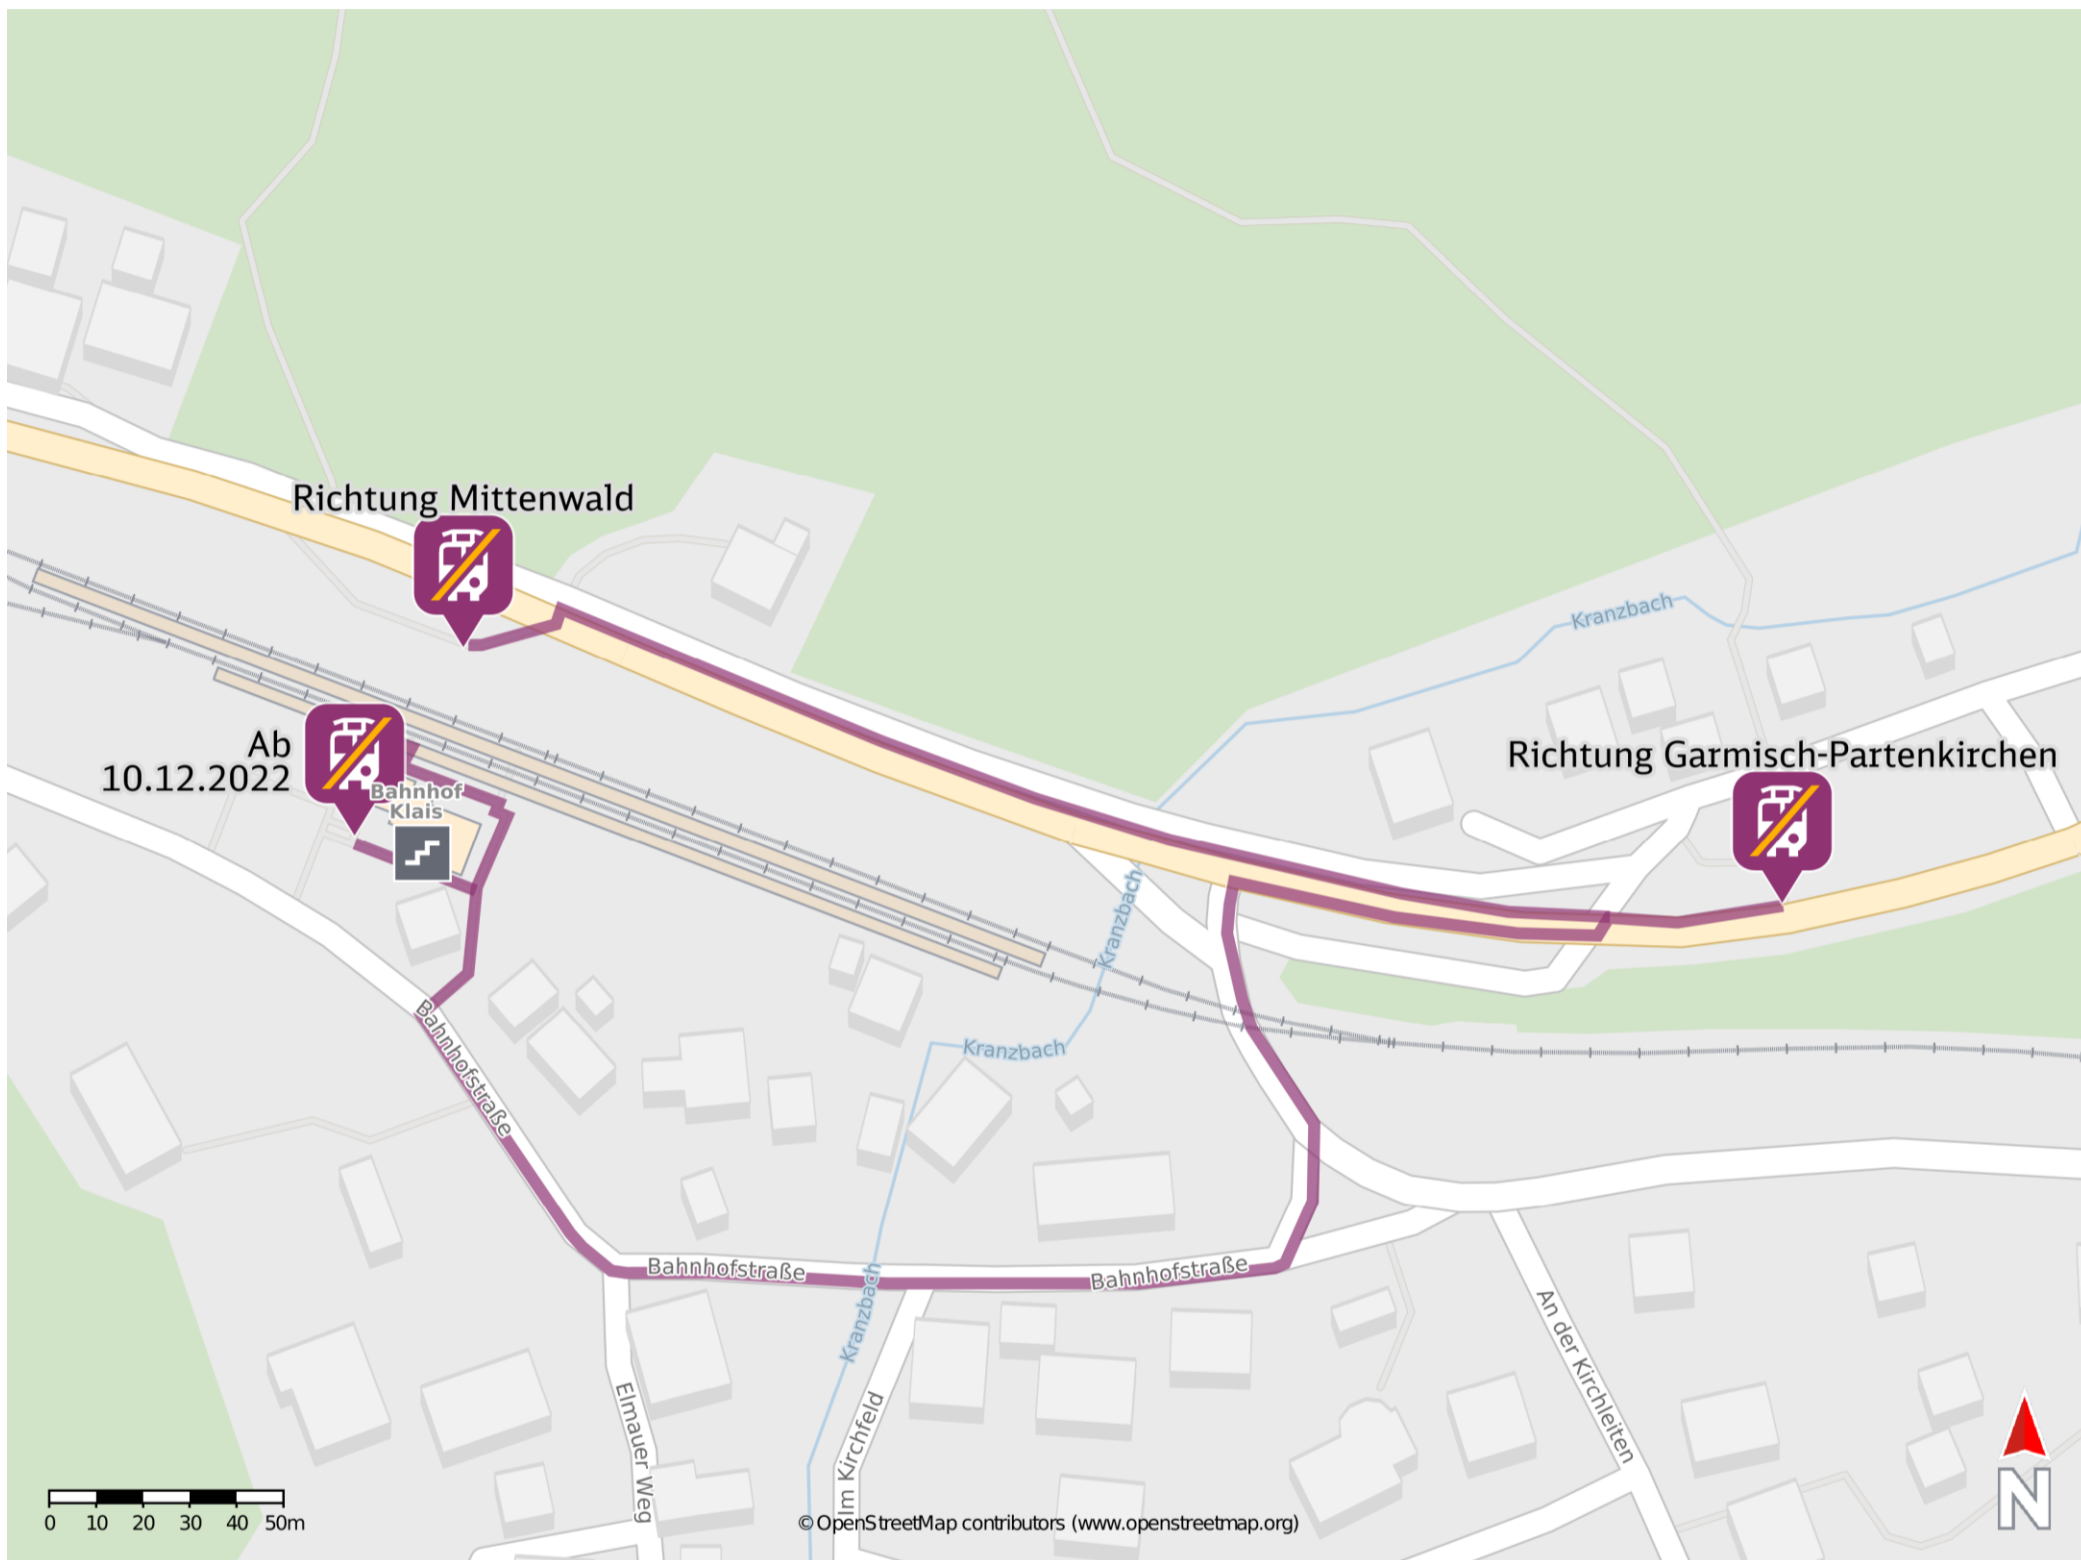 Richtung Mittenwald
Kranzbach
Ab
10.12.2022
Richtung Garmisch-Partenkirchen
Bahnhof
Klais
Kranzbach
Kranzbach
Bahnhofstraße
Bahnhofstraße
Bahnhofstraße
Kranzbach
An der Kirchleiten
Elmauer Weg
Im Kirchfeld
N
0 10 20 30 40 50m
© OpenStreetMap contributors (www.openstreetmap.org)